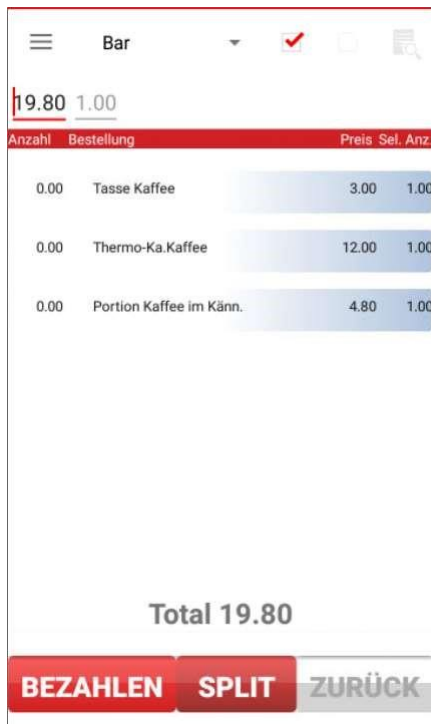 Bar
19.80 1.00
Anzahl Bestellung Preis Sel. Anz.
0.00 Tasse Kaffee 3.00 1.00
0.00 Thermo-Ka.Kaffee 12.00 1.00
0.00 Portion Kaffee im Känn. 4.80 1.00
Total 19.80
BEZAHLEN SPLIT ZURÜCK